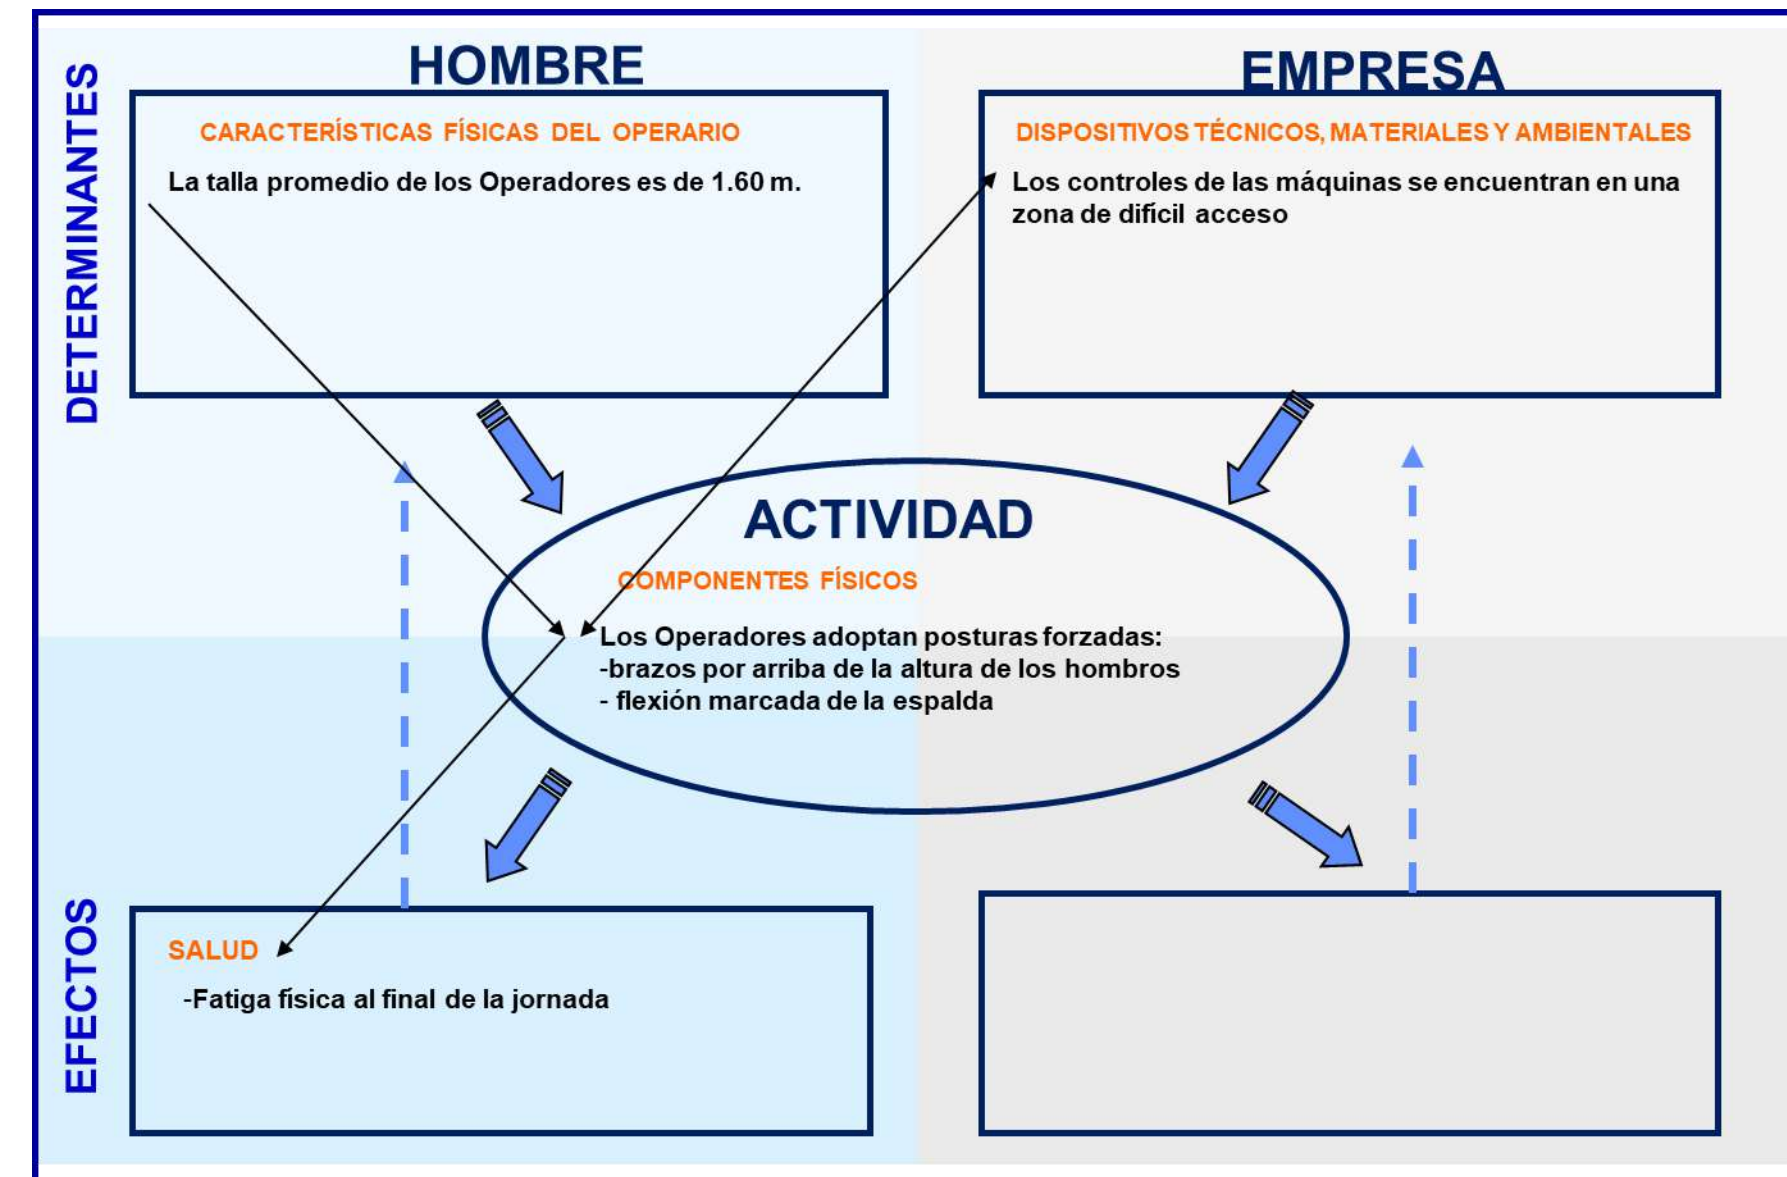 HOMBRE
EMPRESA
DETERMINANTES
CARACTERÍSTICAS FÍSICAS DEL OPERARIO
La talla promedio de los Operadores es de 1.60 m.
DISPOSITIVOS TÉCNICOS, MATERIALES Y AMBIENTALES
Los controles de las máquinas se encuentran en una
zona de difícil acceso
ACTIVIDAD
COMPONENTES FÍSICOS
Los Operadores adoptan posturas forzadas:
-brazos por arriba de la altura de los hombros
- flexión marcada de la espalda
EFECTOS
SALUD
-Fatiga física al final de la jornada